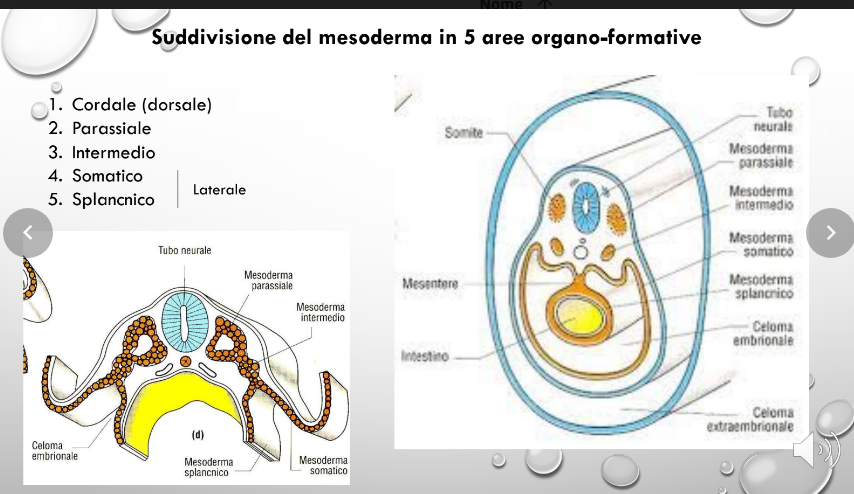 Nome
Suddivisione del mesoderma in 5 aree organo-formative
1. Cordale (dorsale)
2. Parassiale
3. Intermedio
4. Somatico
5. Splancnico
Laterale
Tubo neurale
Mesoderma
parassiale
Mesoderma
intermedio
Celoma
embrionale
(d)
Mesoderma
splancnico
Mesoderma
somatico
Somite
Mesentere
Intestino
Tubo
neurale
Mesoderma
parassiale
Mesoderma
intermedio
Mesoderma
somatico
Mesoderma
splancnico
Celoma
embrionale
Celoma
extraembrionale